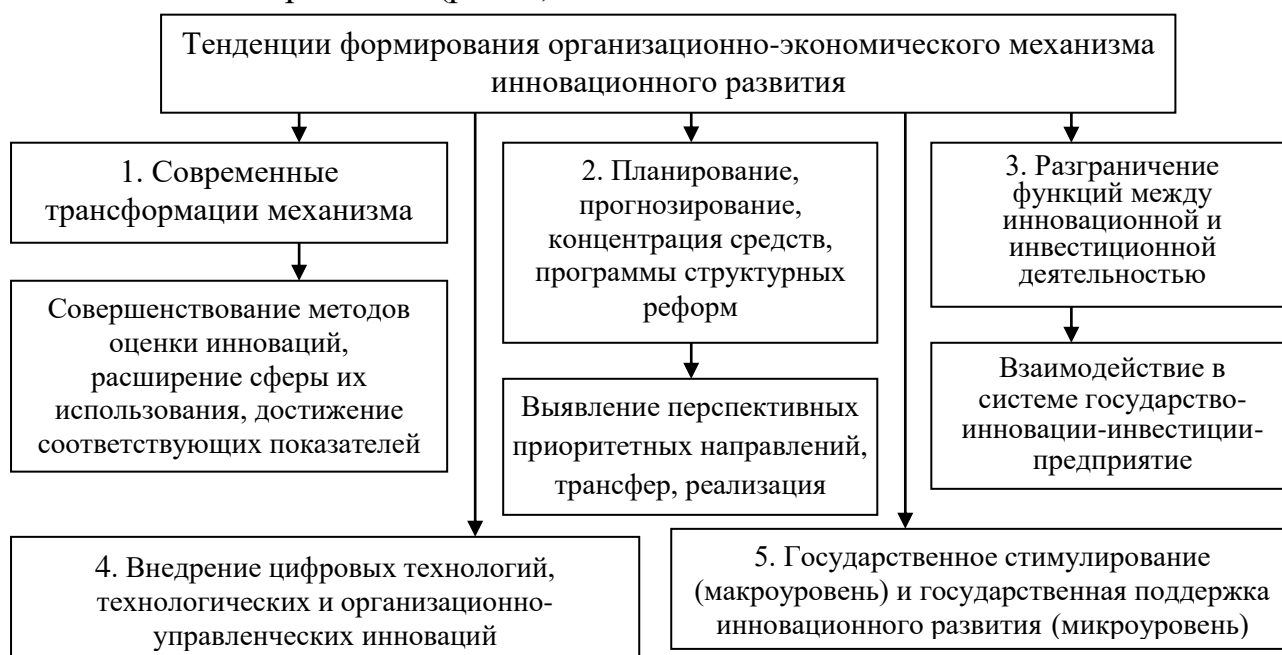 Тенденции формирования организационно-экономического механизма
инновационного развития
1. Современные
трансформации механизма
Совершенствование методов
оценки инноваций,
расширение сферы их
использования, достижение
соответствующих показателей
2. Планирование,
прогнозирование,
концентрация средств,
программы структурных
реформ
Выявление перспективных
приоритетных направлений,
трансфер, реализация
3. Разграничение
функций между
инновационной и
инвестиционной
деятельностью
Взаимодействие в
системе государство-
инновации-инвестиции-
предприятие
4. Внедрение цифровых технологий,
технологических и организационно-
управленческих инноваций
5. Государственное стимулирование
(макроуровень) и государственная поддержка
инновационного развития (микроуровень)